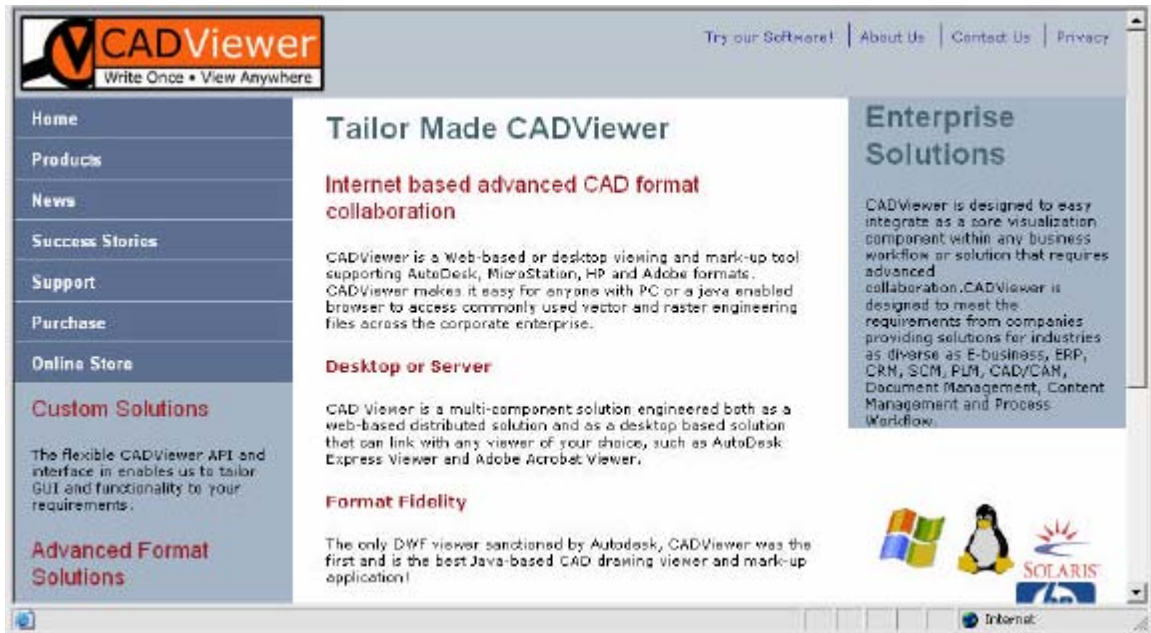 CADViewer
Write Once • View Anywhere
Try our Software! | About Us | Contact Us | Privacy
Home
Products
News
Success Stories
Support
Purchase
Online Store
Custom Solutions
The flexible CADViewer API and
interface in enables us to tailor
GUI and functionality to your
requirements.
Advanced Format
Solutions
Tailor Made CADViewer
Internet based advanced CAD format
collaboration
CADViewer is a Web-based or desktop viewing and mark-up tool
supporting AutoDesk, MicroStation, HP and Adobe formats.
CADViewer makes it easy for anyone with PC or a java enabled
browser to access commonly used vector and raster engineering
files across the corporate enterprise.
Desktop or Server
CAD Viewer is a multi-component solution engineered both as a
web-based distributed solution and as a desktop based solution
that can link with any viewer of your choice, such as AutoDesk
Express Viewer and Adobe Acrobat Viewer.
Format Fidelity
The only DWF viewer sanctioned by Autodesk, CADViewer was the
first and is the best Java-based CAD drawing viewer and mark-up
application!
Enterprise
Solutions
CADViewer is designed to easy
integrate as a core visualization
component within any business
workflow or solution that requires
advanced
collaboration.CADViewer is
designed to meet the
requirements from companies
providing solutions for industries
as diverse as E-business, ERP,
CRM, SCM, PLM, CAD/CAM,
Document Management, Content
Management and Process
Workflow.
SOLARIS
Internet